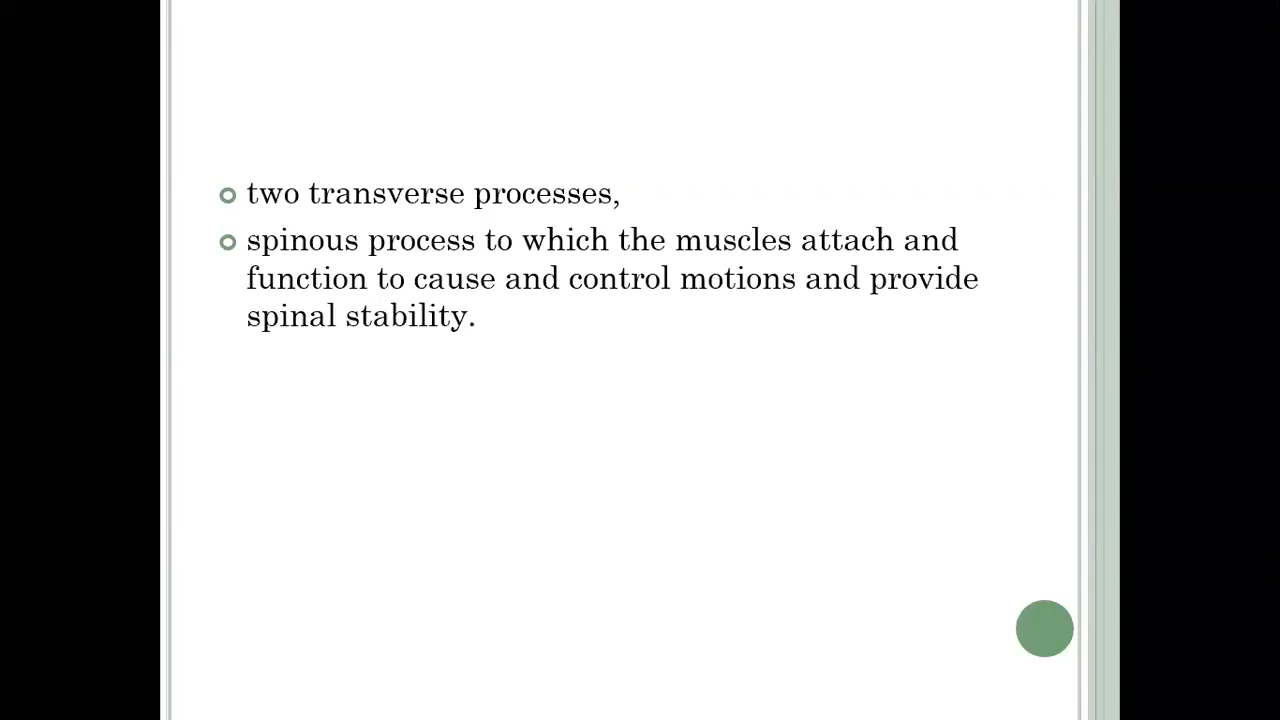 two transverse processes,
spinous process to which the muscles attach and
function to cause and control motions and provide
spinal stability.